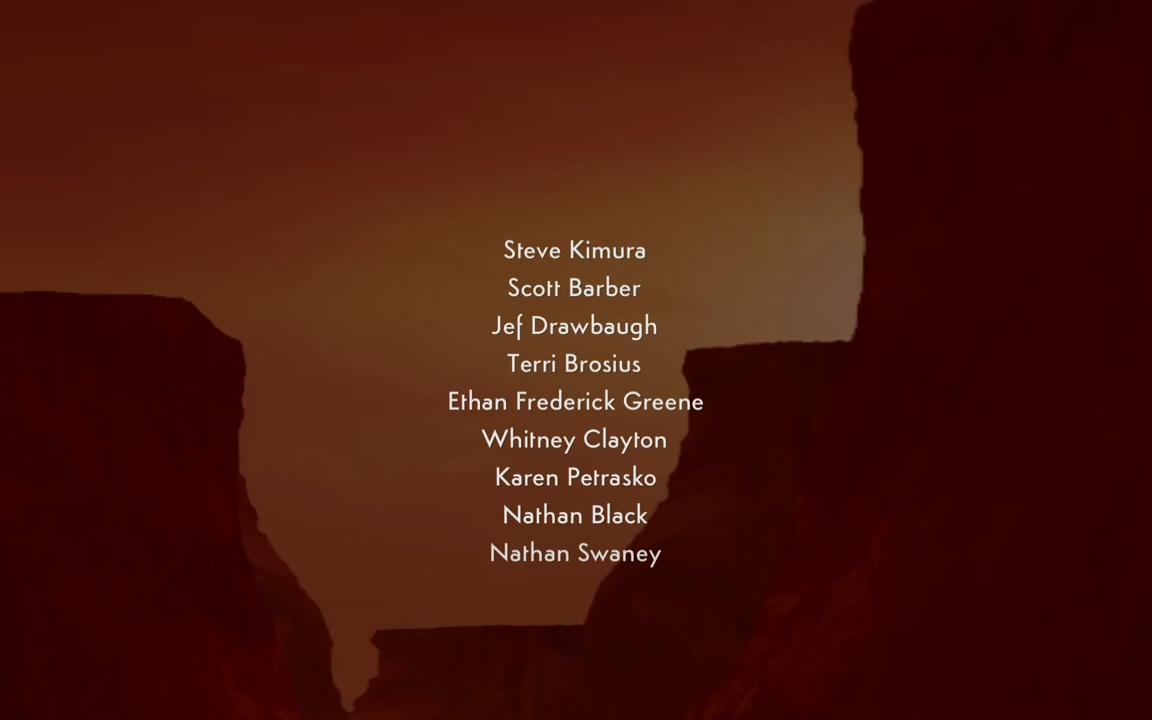 Steve Kimura
Scott Barber
Jef Drawbaugh
Terri Brosius
Ethan Frederick Greene
Whitney Clayton
Karen Petrasko
Nathan Black
Nathan Swaney